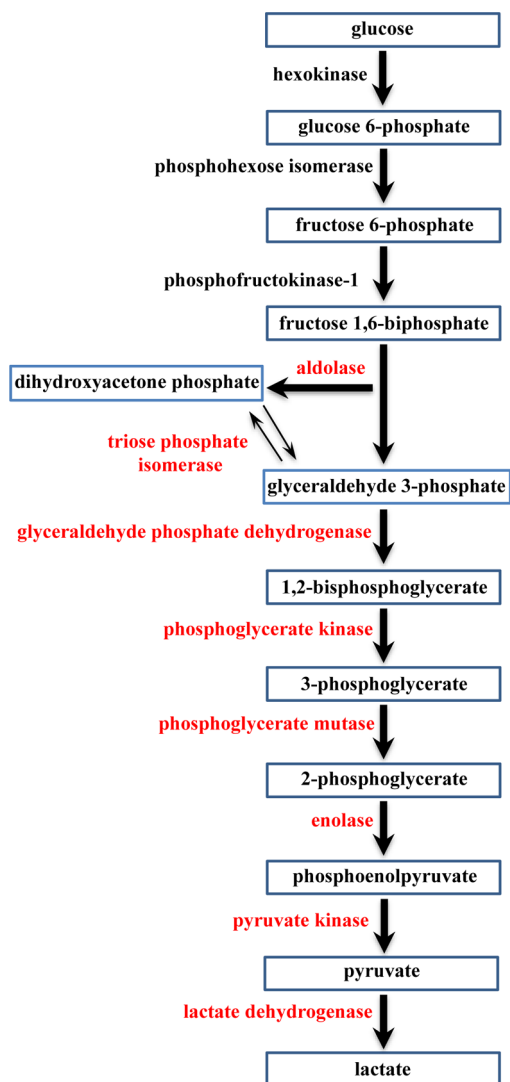 glucose
hexokinase
glucose 6-phosphate
phosphohexose isomerase
fructose 6-phosphate
phosphofructokinase-1
fructose 1,6-biphosphate
aldolase
dihydroxyacetone phosphate
triose phosphate
isomerase
glyceraldehyde 3-phosphate
glyceraldehyde phosphate dehydrogenase
1,2-bisphosphoglycerate
phosphoglycerate kinase
3-phosphoglycerate
phosphoglycerate mutase
2-phosphoglycerate
enolase
phosphoenolpyruvate
pyruvate kinase
pyruvate
lactate dehydrogenase
lactate